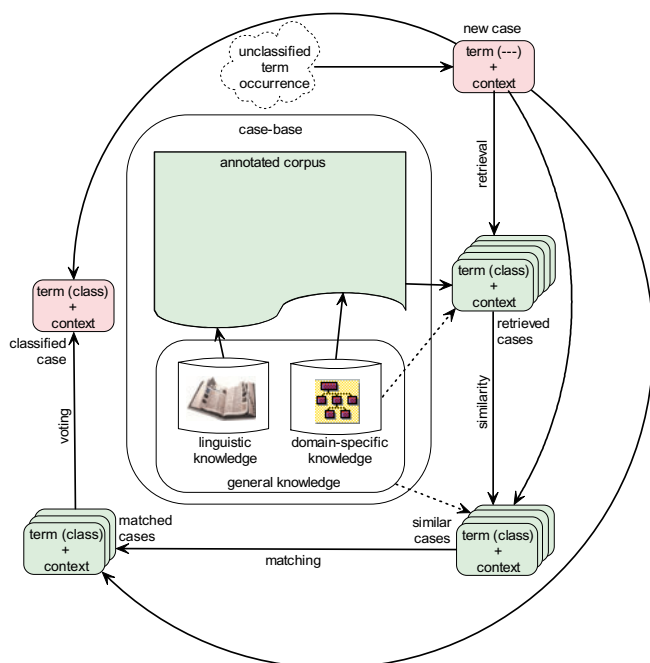 new case
unclassified
term
occurrence
term (---)
+
context
case-base
annotated corpus
retrieval
term (class)
+
context
retrieved
cases
term (class)
+
context
classified
case
linguistic
knowledge
domain-specific
knowledge
general knowledge
similarity
voting
term (class)
+
context
matched
cases
matching
similar
cases
term (class)
+
context